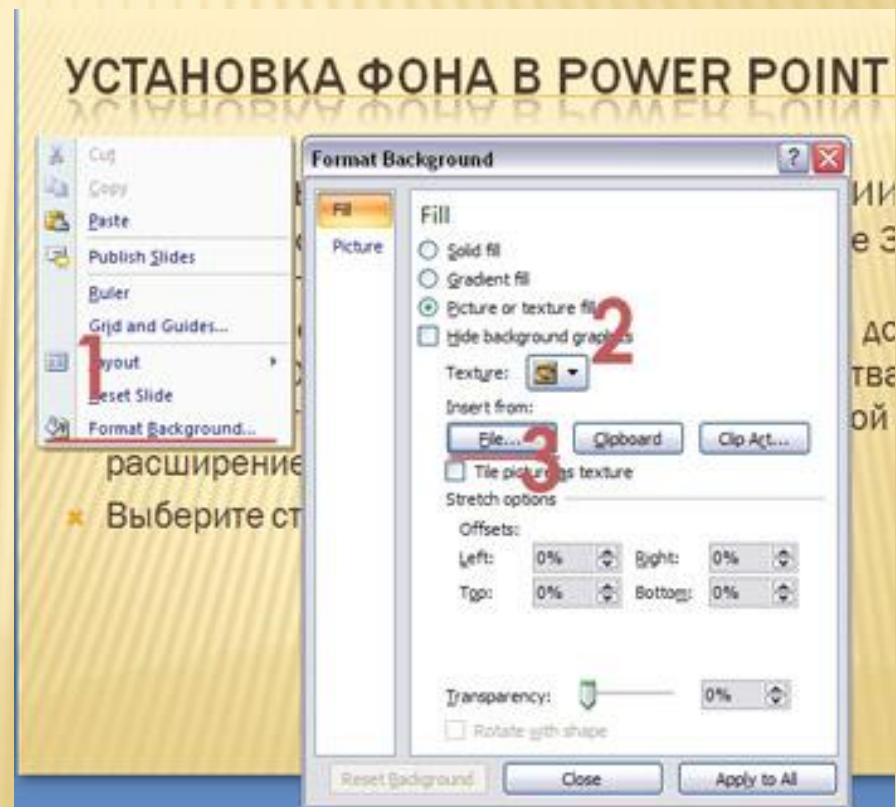 УСТАНОВКА ФОНА В POWER POINT
Cut
Copy
Paste
Publish Slides
Ruler
Grid and Guides...
Layout
Reset Slide
Format Background...
1
расширение
Выберите ст
Format Background
Fill
Picture
Fill
Solid fill
Gradient fill
Picture or texture fill
2
Hide background graphics
Texture:
Insert from:
File...
Clipboard
Clip Art...
3
Tile picture as texture
Stretch options
Offsets:
Left: 0% Right: 0%
Top: 0% Bottom: 0%
Transparency: 0%
Rotate with shape
Reset Background
Close
Apply to All